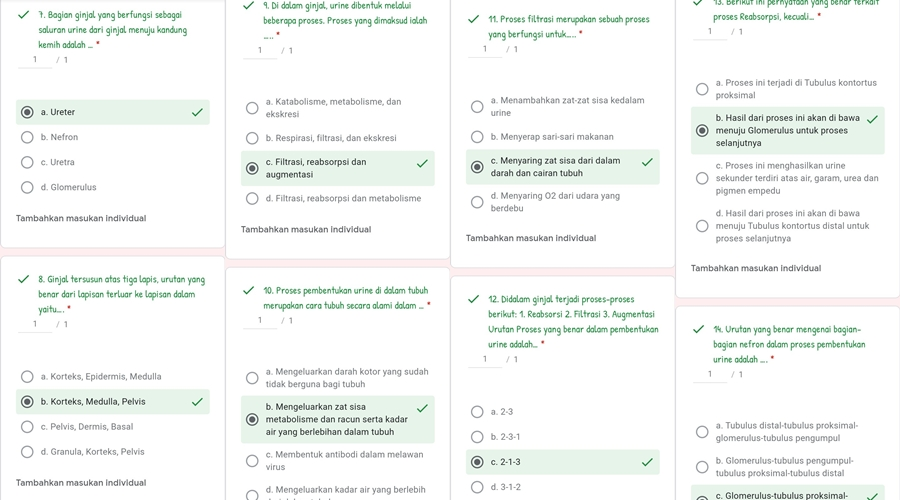 7. Bagian ginjal yang berfungsi sebagai
saluran urine dari ginjal menuju kandung
kemih adalah ... *
1 / 1
a. Ureter
b. Nefron
c. Uretra
d. Glomerulus
Tambahkan masukan individual
8. Ginjal tersusun atas tiga lapis, urutan yang
benar dari lapisan terluar ke lapisan dalam
yaitu.... *
1 / 1
a. Korteks, Epidermis, Medulla
b. Korteks, Medulla, Pelvis
c. Pelvis, Dermis, Basal
d. Granula, Korteks, Pelvis
Tambahkan masukan individual
9. Di dalam ginjal, urine dibentuk melalui
beberapa proses. Proses yang dimaksud ialah
.... *
1 / 1
a. Katabolisme, metabolisme, dan
ekskresi
b. Respirasi, filtrasi, dan ekskresi
c. Filtrasi, reabsorpsi dan
augmentasi
d. Filtrasi, reabsorpsi dan metabolisme
Tambahkan masukan individual
10. Proses pembentukan urine di dalam tubuh
merupakan cara tubuh secara alami dalam ... *
1 / 1
a. Mengeluarkan darah kotor yang sudah
tidak berguna bagi tubuh
b. Mengeluarkan zat sisa
metabolisme dan racun serta kadar
air yang berlebihan dalam tubuh
c. Membentuk antibodi dalam melawan
virus
d. Mengeluarkan kadar air yang berlebih
11. Proses filtrasi merupakan sebuah proses
yang berfungsi untuk..... *
1 / 1
a. Menambahkan zat-zat sisa kedalam
urine
b. Menyerap sari-sari makanan
c. Menyaring zat sisa dari dalam
darah dan cairan tubuh
d. Menyaring O2 dari udara yang
berdebu
Tambahkan masukan individual
12. Didalam ginjal terjadi proses-proses
berikut: 1. Reabsorsi 2. Filtrasi 3. Augmentasi
Urutan Proses yang benar dalam pembentukan
urine adalah... *
1 / 1
a. 2-3
b. 2-3-1
c. 2-1-3
d. 3-1-2
13. Berikut ini pernyataan yang benar terkait
proses Reabsorpsi, kecuali... *
1 / 1
a. Proses ini terjadi di Tubulus kontortus
proksimal
b. Hasil dari proses ini akan di bawa
menuju Glomerulus untuk proses
selanjutnya
c. Proses ini menghasilkan urine
sekunder terdiri atas air, garam, urea dan
pigmen empedu
d. Hasil dari proses ini akan di bawa
menuju Tubulus kontortus distal untuk
proses selanjutnya
Tambahkan masukan individual
14. Urutan yang benar mengenai bagian-
bagian nefron dalam proses pembentukan
urine adalah .... *
1 / 1
a. Tubulus distal-tubulus proksimal-
glomerulus-tubulus pengumpul
b. Glomerulus-tubulus pengumpul-
tubulus proksimal-tubulus distal
c. Glomerulus-tubulus proksimal-